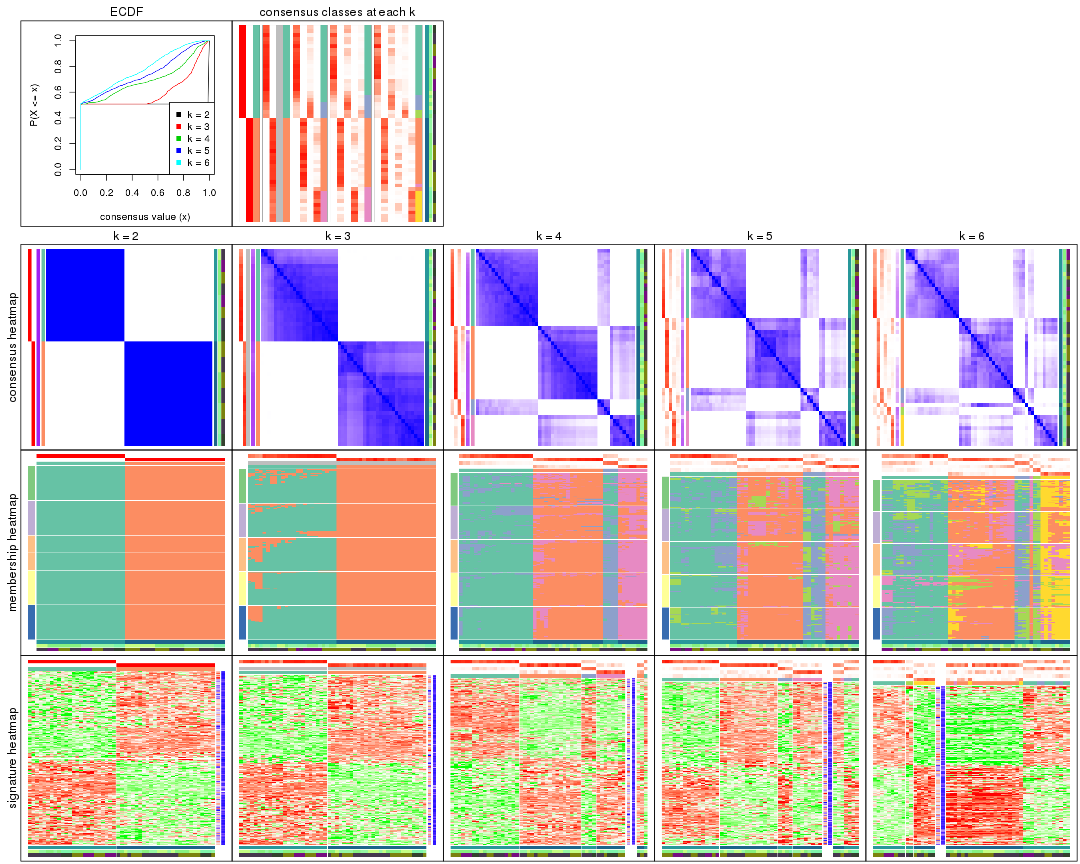 ECDF
consensus classes at each k
P(X <= x)
0.0 0.2 0.4 0.6 0.8 1.0
k = 2
k = 3
k = 4
k = 5
k = 6
0.0 0.2 0.4 0.6 0.8 1.0
consensus value (x)
k = 2
k = 3
k = 4
k = 5
k = 6
consensus heatmap
membership heatmap
signature heatmap